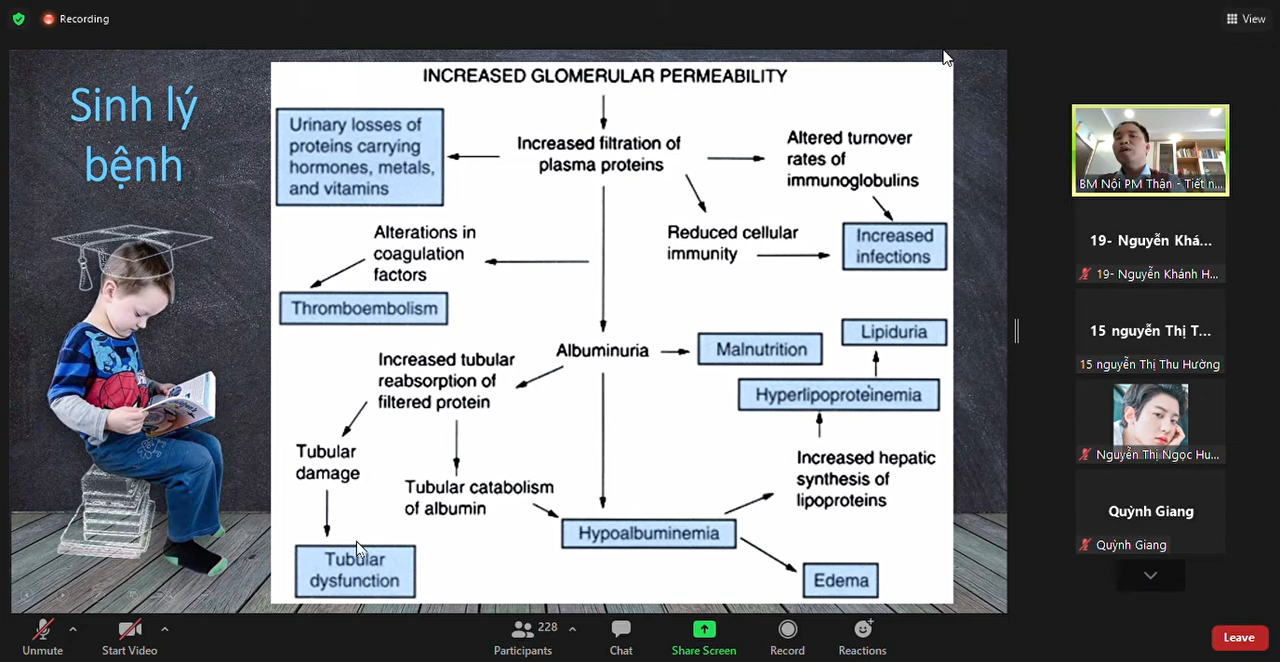 Recording
View
Sinh lý
bệnh
INCREASED GLOMERULAR PERMEABILITY
Urinary losses of
proteins carrying
hormones, metals,
and vitamins
Increased filtration of
plasma proteins
Altered turnover
rates of
immunoglobulins
Alterations in
coagulation
factors
Reduced cellular
immunity
Increased
infections
Thromboembolism
Albuminuria
Malnutrition
Lipiduria
Increased tubular
reabsorption of
filtered protein
Hyperlipoproteinemia
Tubular
damage
Tubular catabolism
of albumin
Increased hepatic
synthesis of
lipoproteins
Hypoalbuminemia
Tubular
dysfunction
Edema
BM Nội PM Thận - Tiết n...
19- Nguyễn Khá...
19- Nguyễn Khánh H...
15 nguyễn Thị T...
15 nguyễn Thị Thu Hường
Nguyễn Thị Ngọc Hu...
Quỳnh Giang
Quỳnh Giang
Unmute
Start Video
Participants
228
Chat
Share Screen
Record
Reactions
Leave